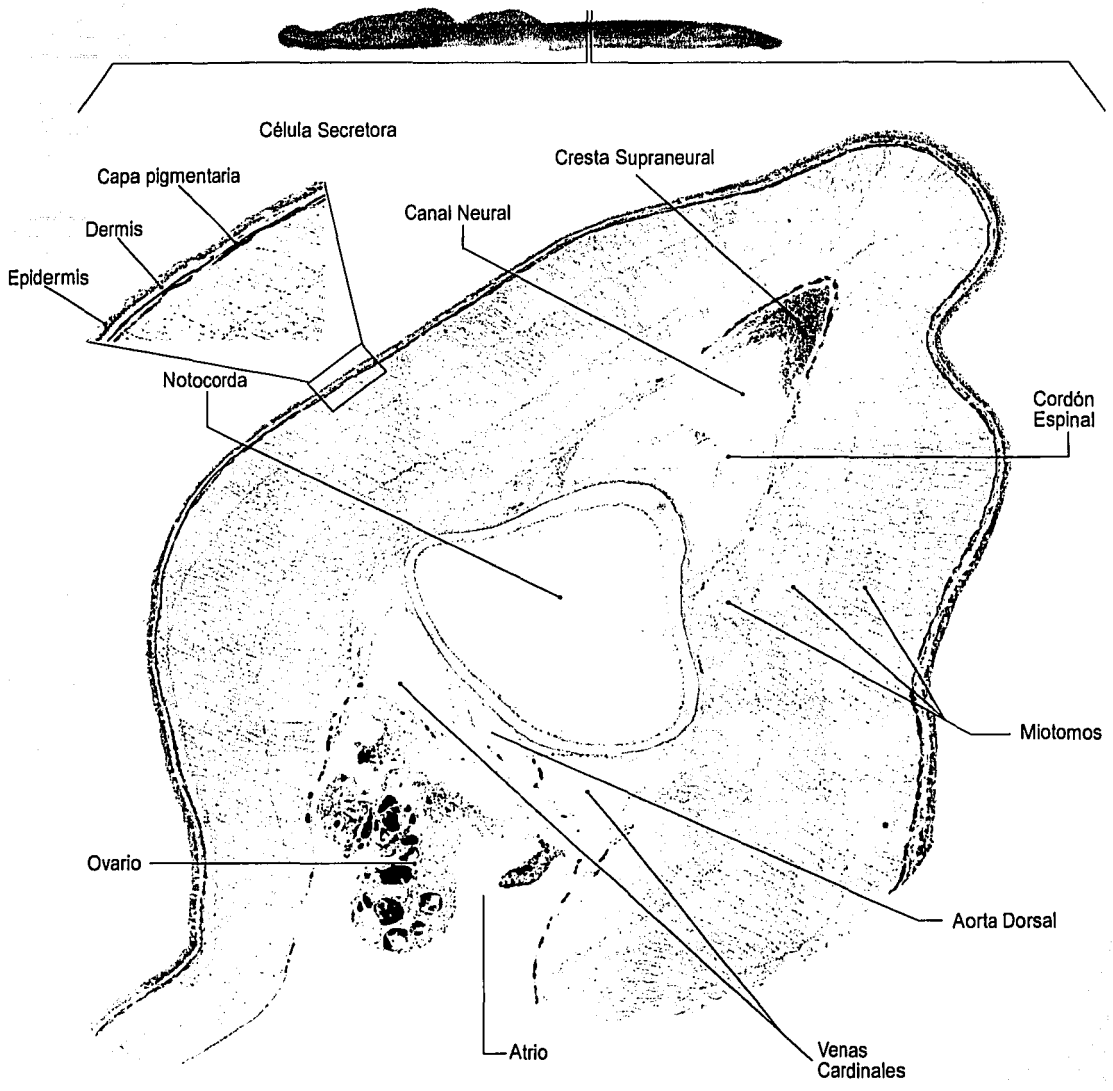 Célula Secretora
Cresta Supraneural
Capa pigmentaria
Canal Neural
Dermis
Epidermis
Notocorda
Cordón
Espinal
Miotomos
Ovario
Aorta Dorsal
Atrio
Venas
Cardinales